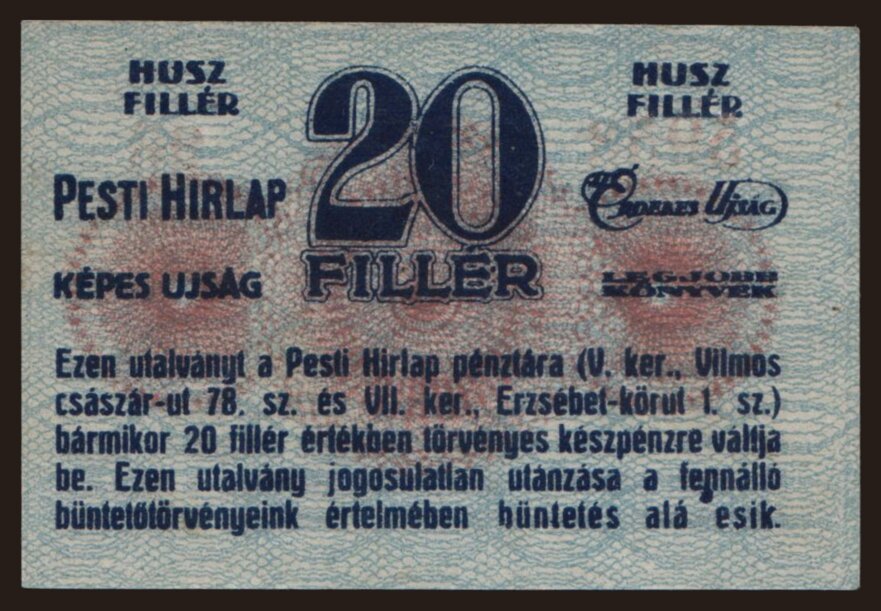 HUSZ
FILLÉR
20
FILLÉR
HUSZ
FILLÉR
PESTI HIRLAP
AZ ÉRDEKES UJSÁG
KÉPES UJSÁG
LEGJOBB
KÖNYVEK
Ezen utalványt a Pesti Hirlap pénztára (V. ker., Vilmos
császár-ut 78. sz. és VII. ker., Erzsébet-körut 1. sz.)
bármikor 20 fillér értékben törvényes készpénzre váltja
be. Ezen utalvány jogosulatlan utánzása a fennálló
büntetőtörvényeink értelmében büntetés alá esik.